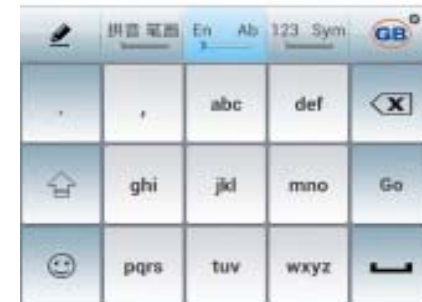 拼音 笔画 En Ab 123 Sym GB
. , abc def X
ghi jkl mno Go
pqrs tuv wxyz